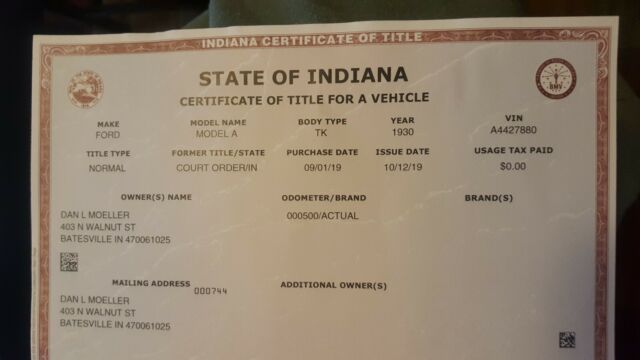 INDIANA CERTIFICATE OF TITLE
STATE OF INDIANA
CERTIFICATE OF TITLE FOR A VEHICLE
MAKE MODEL NAME BODY TYPE YEAR VIN
FORD MODEL A TK 1930 A4427880
TITLE TYPE FORMER TITLE/STATE PURCHASE DATE ISSUE DATE USAGE TAX PAID
NORMAL COURT ORDER/IN 09/01/19 10/12/19 $0.00
OWNER(S) NAME ODOMETER/BRAND BRAND(S)
DAN L MOELLER 000500/ACTUAL
403 N WALNUT ST
BATESVILLE IN 470061025
MAILING ADDRESS 000744 ADDITIONAL OWNER(S)
DAN L MOELLER
403 N WALNUT ST
BATESVILLE IN 470061025
BMV